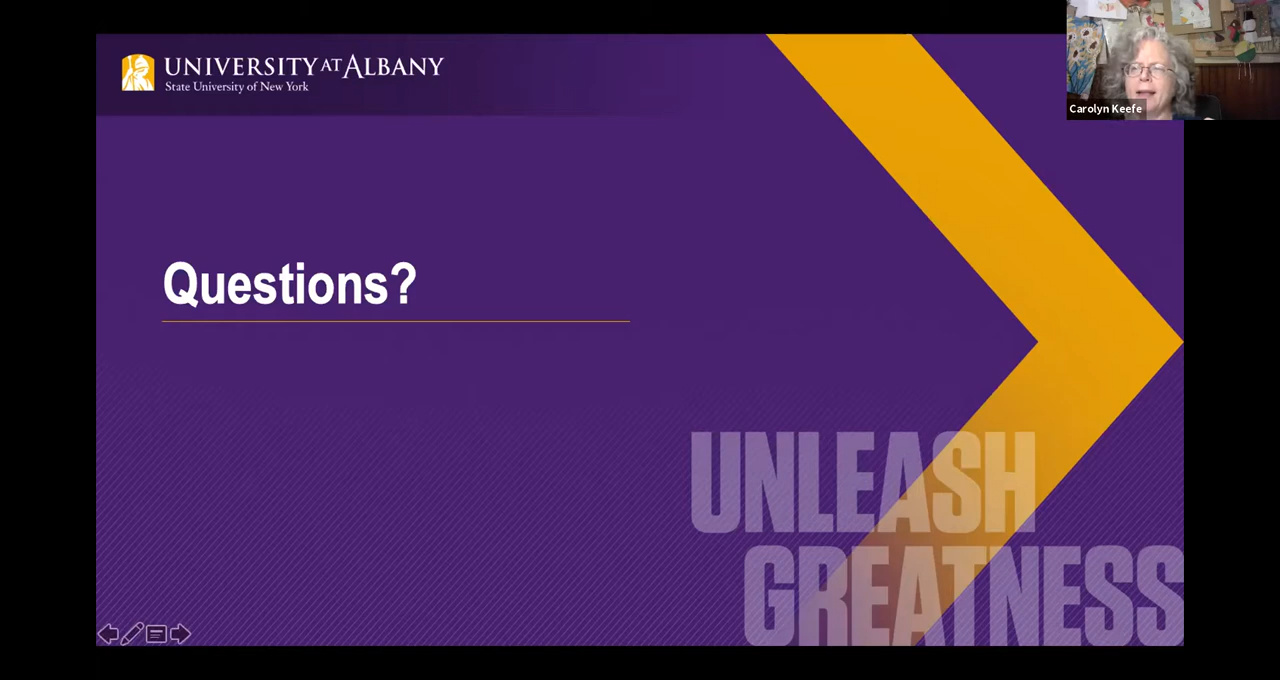 UNIVERSITY AT ALBANY
State University of New York
Carolyn Keefe
Questions?
UNLEASH
GREATNESS